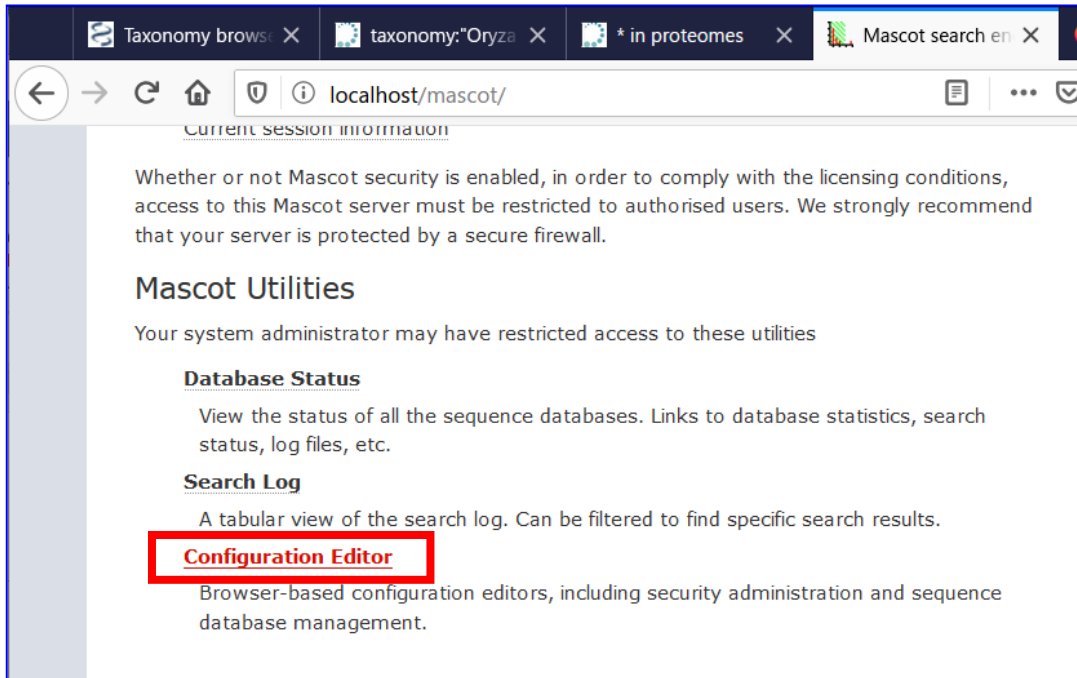 Taxonomy brows
taxonomy:"Oryza
* in proteomes
Mascot search en
localhost/mascot/
Current session information
Whether or not Mascot security is enabled, in order to comply with the licensing conditions,
access to this Mascot server must be restricted to authorised users. We strongly recommend
that your server is protected by a secure firewall.
Mascot Utilities
Your system administrator may have restricted access to these utilities
Database Status
View the status of all the sequence databases. Links to database statistics, search
status, log files, etc.
Search Log
A tabular view of the search log. Can be filtered to find specific search results.
Configuration Editor
Browser-based configuration editors, including security administration and sequence
database management.